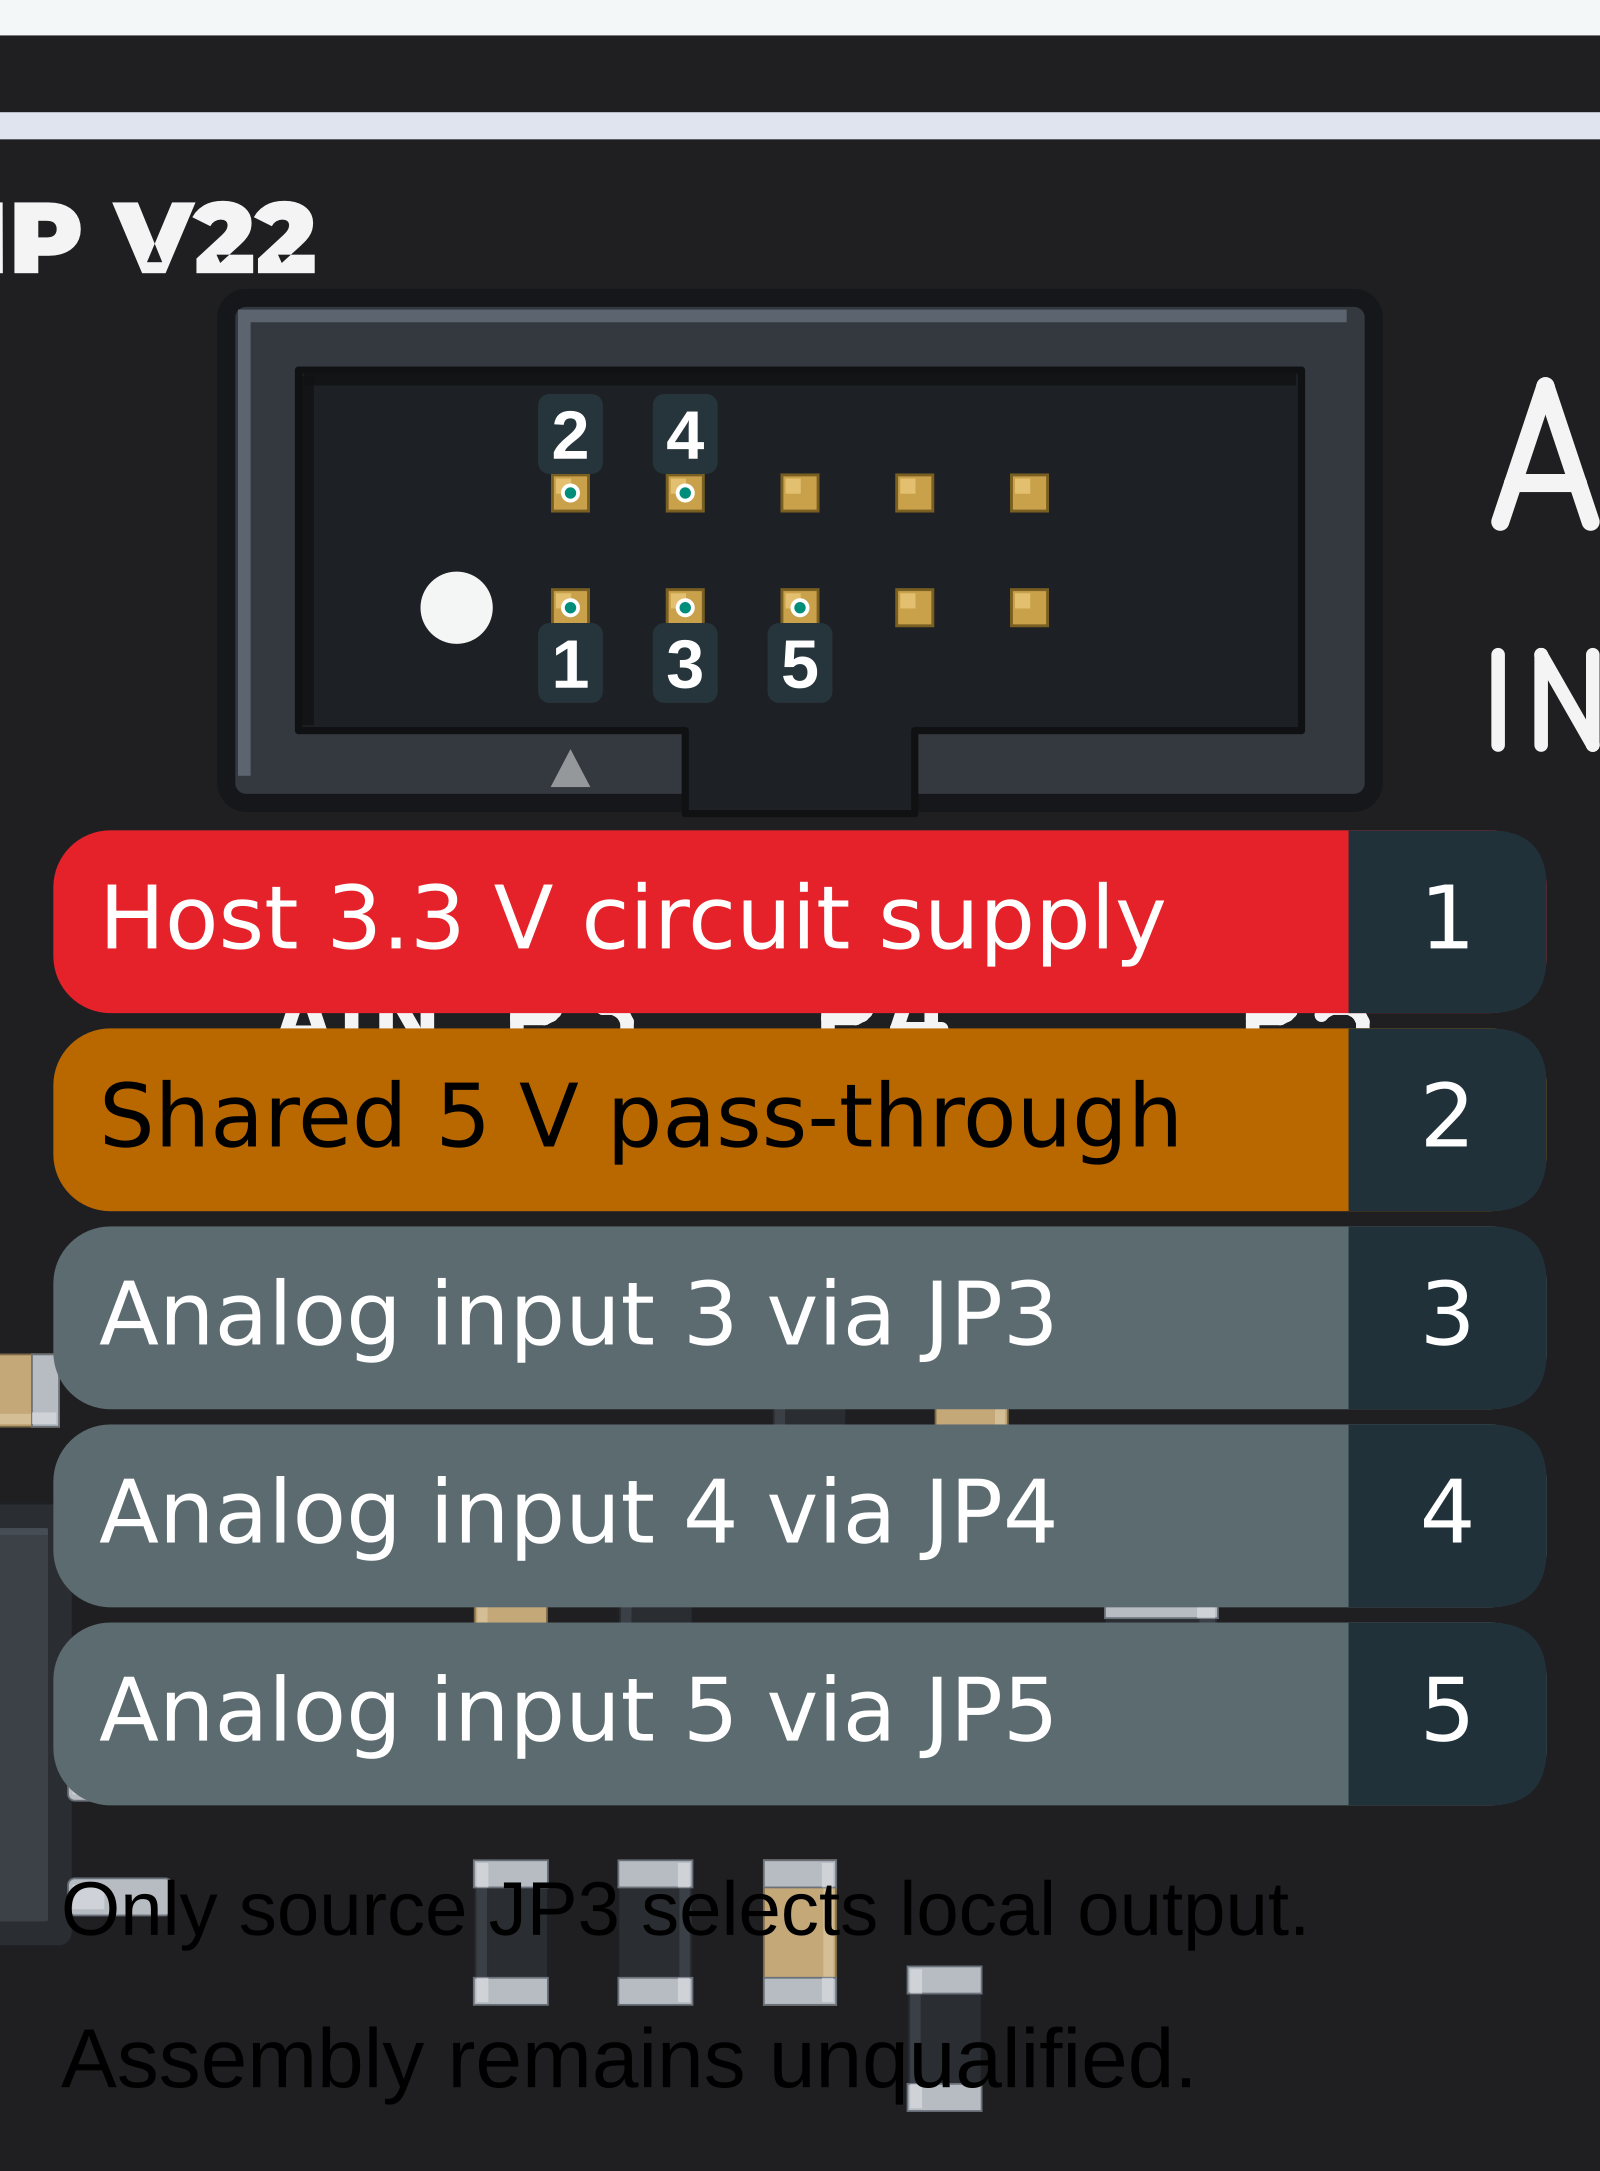 IP V22
A
2 4
1 3 5
IN
Host 3.3 V circuit supply 1
Shared 5 V pass-through 2
Analog input 3 via JP3 3
Analog input 4 via JP4 4
Analog input 5 via JP5 5
Only source JP3 selects local output.
Assembly remains unqualified.